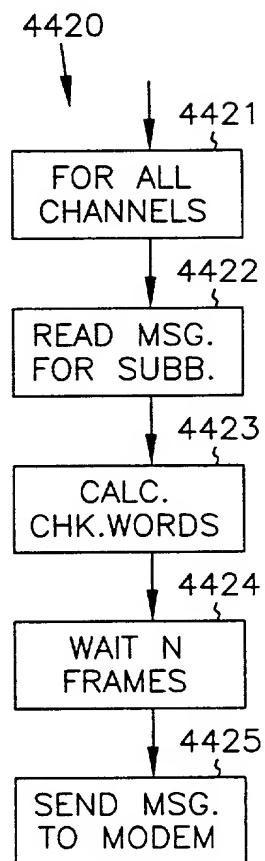 4420
4421
FOR ALL
CHANNELS
4422
READ MSG.
FOR SUBB.
4423
CALC.
CHK.WORDS
4424
WAIT N
FRAMES
4425
SEND MSG.
TO MODEM